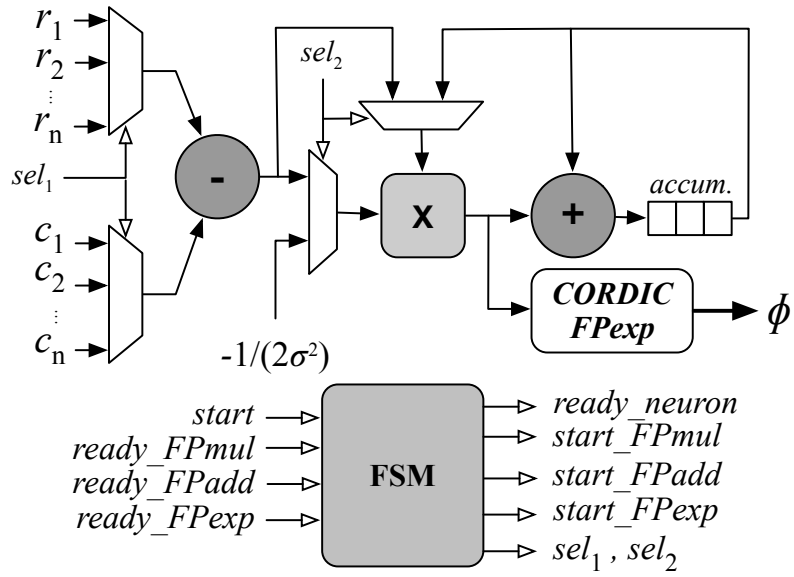 r₁
r₂
⋮
rₙ
sel₁
c₁
c₂
⋮
cₙ
-
sel₂
-1/(2σ²)
X
+
accum.
CORDIC
FPexp
ϕ
start
ready_FPmul
ready_FPadd
ready_FPexp
FSM
ready_neuron
start_FPmul
start_FPadd
start_FPexp
sel₁ , sel₂